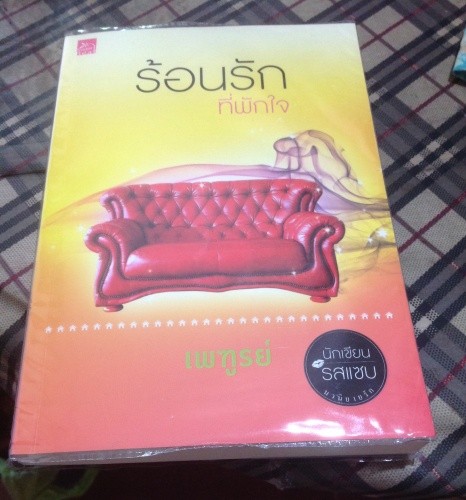 ร้อนรัก
ที่พักใจ
เพฑูรย์
นักเขียน
รสแซบ